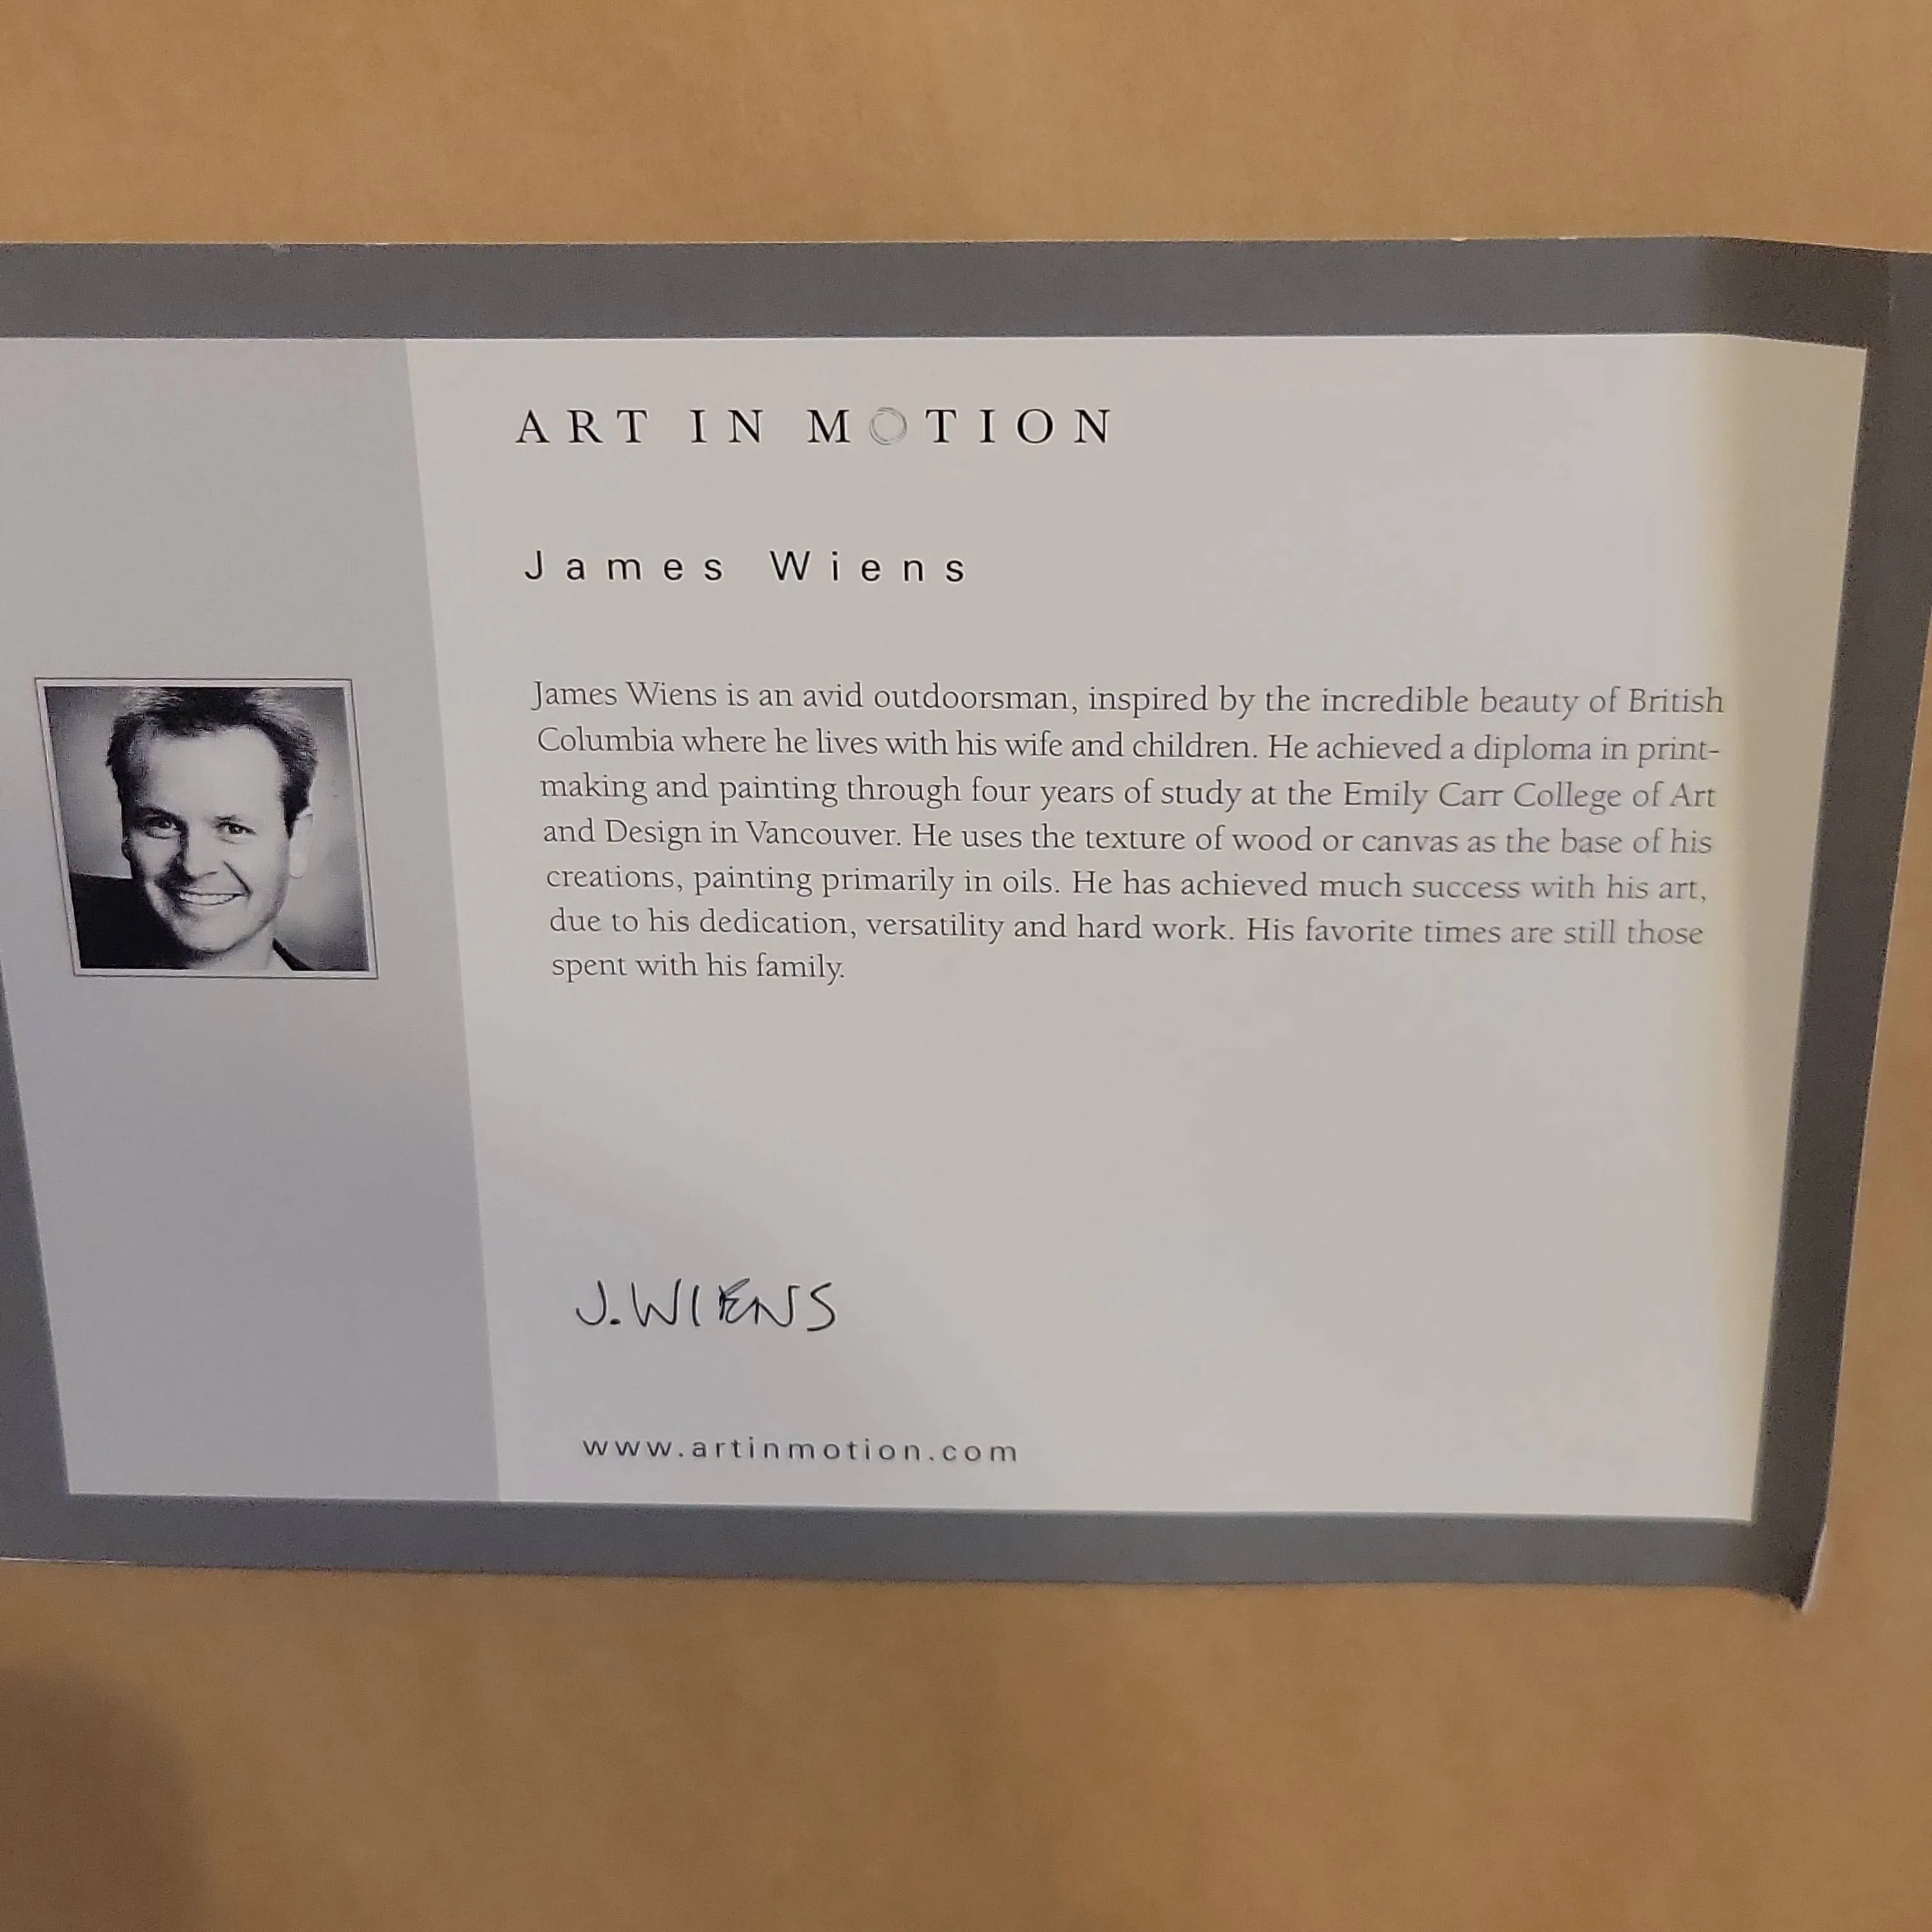 ART IN MOTION
James Wiens
James Wiens is an avid outdoorsman, inspired by the incredible beauty of British
Columbia where he lives with his wife and children. He achieved a diploma in print-
making and painting through four years of study at the Emily Carr College of Art
and Design in Vancouver. He uses the texture of wood or canvas as the base of his
creations, painting primarily in oils. He has achieved much success with his art,
due to his dedication, versatility and hard work. His favorite times are still those
spent with his family.
J. WIENS
www.artinmotion.com